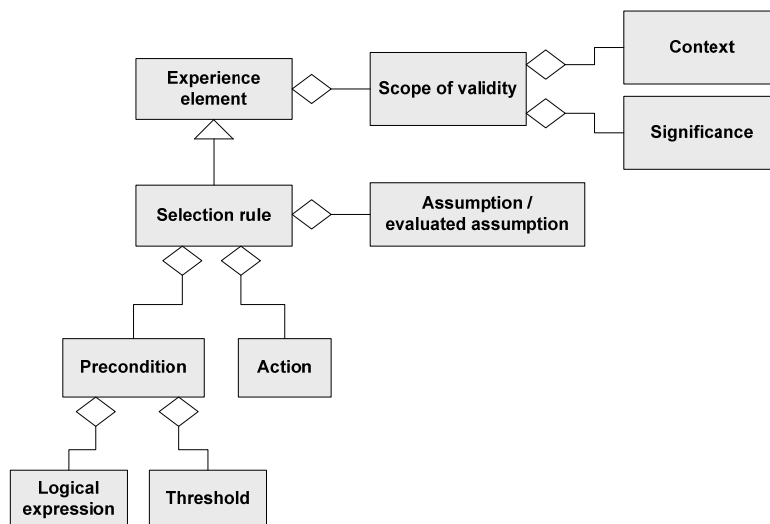 Context
Experience
element
Scope of validity
Significance
Selection rule
Assumption /
evaluated assumption
Precondition
Action
Logical
expression
Threshold